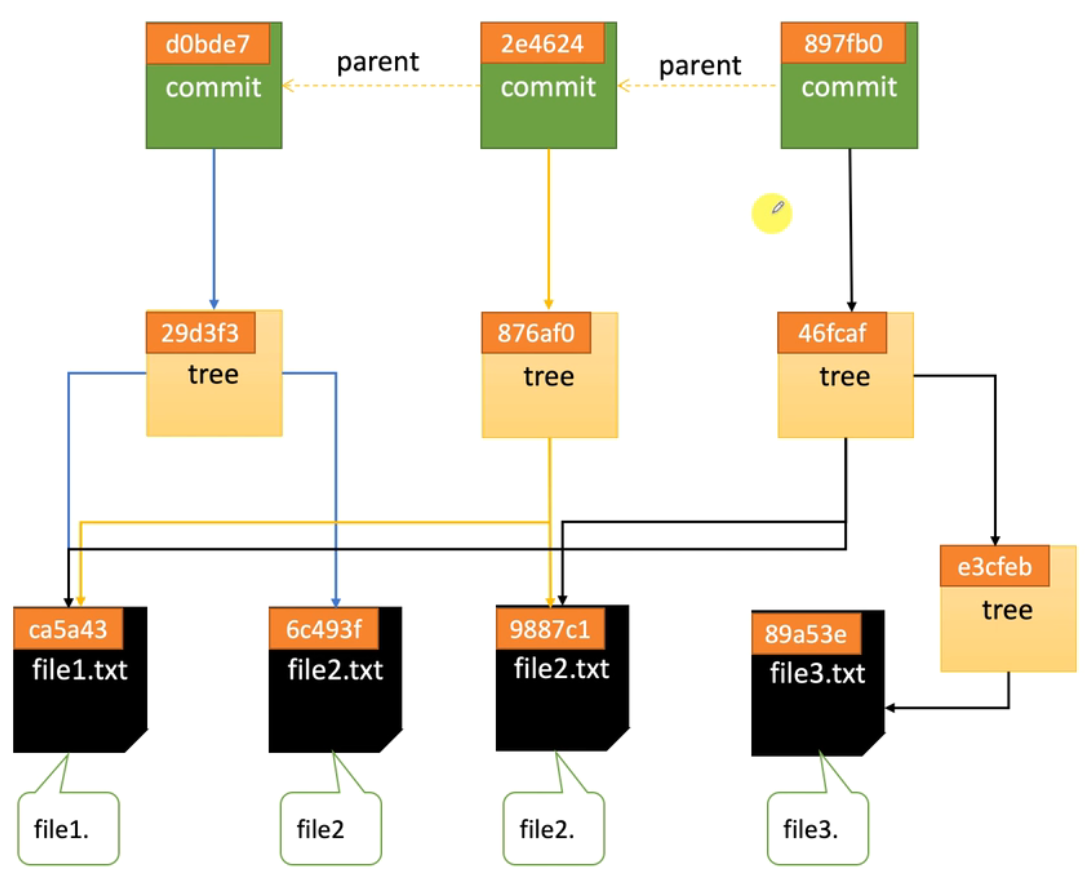 d0bde7
commit
parent
2e4624
commit
parent
897fb0
commit
29d3f3
tree
876af0
tree
46fcaf
tree
e3cfeb
tree
ca5a43
file1.txt
6c493f
file2.txt
9887c1
file2.txt
89a53e
file3.txt
file1.
file2
file2.
file3.